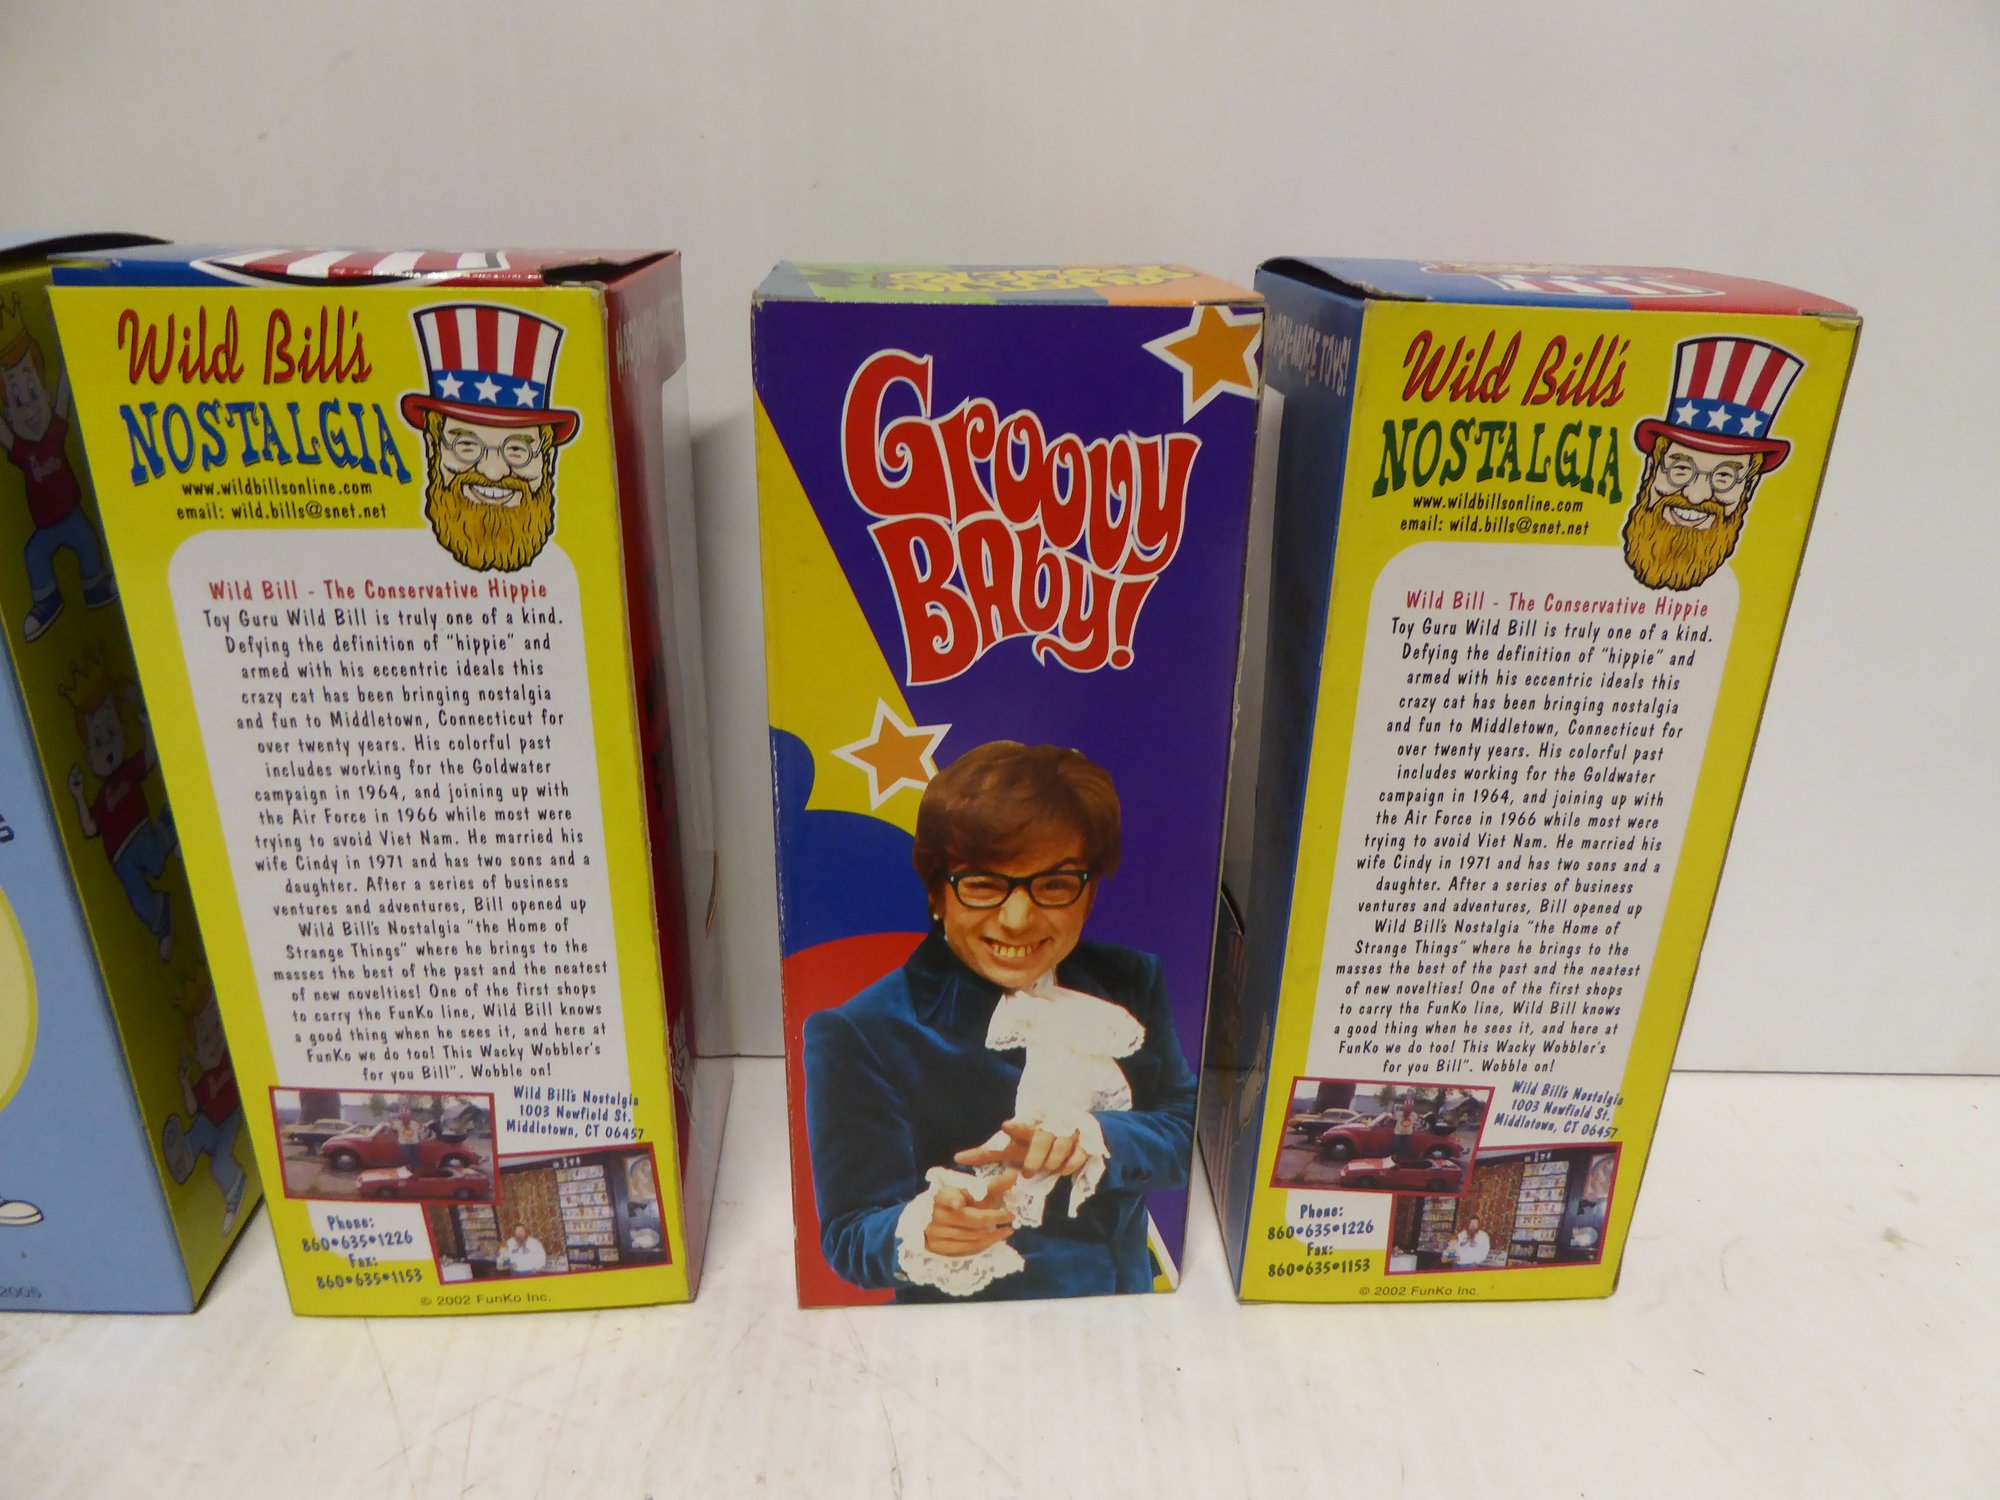 Wild Bill's
NOSTALGIA
www.wildbillsonline.com
email: wild.bills@snet.net
Wild Bill - The Conservative Hippie
Toy Guru Wild Bill is truly one of a kind.
Defying the definition of "hippie" and
armed with his eccentric ideals this
crazy cat has been bringing nostalgia
and fun to Middletown, Connecticut for
over twenty years. His colorful past
includes working for the Goldwater
campaign in 1964, and joining up with
the Air Force in 1966 while most were
trying to avoid Viet Nam. He married his
wife Cindy in 1971 and has two sons and a
daughter. After a series of business
ventures and adventures, Bill opened up
Wild Bill's Nostalgia "the Home of
Strange Things" where he brings to the
masses the best of the past and the neatest
of new novelties! One of the first shops
to carry the FunKo line, Wild Bill knows
a good thing when he sees it, and here at
FunKo we do too! This Wacky Wobbler's
for you Bill". Wobble on!
Wild Bill's Nostalgia
1003 Newfield St.
Middletown, CT 06457
Phone:
860•635•1226
Fax:
860•635•1153
© 2002 FunKo Inc.
2005
Groovy
BAby!
TOYS!
Wild Bill's
NOSTALGIA
www.wildbillsonline.com
email: wild.bills@snet.net
Wild Bill - The Conservative Hippie
Toy Guru Wild Bill is truly one of a kind.
Defying the definition of "hippie" and
armed with his eccentric ideals this
crazy cat has been bringing nostalgia
and fun to Middletown, Connecticut for
over twenty years. His colorful past
includes working for the Goldwater
campaign in 1964, and joining up with
the Air Force in 1966 while most were
trying to avoid Viet Nam. He married his
wife Cindy in 1971 and has two sons and a
daughter. After a series of business
ventures and adventures, Bill opened up
Wild Bill's Nostalgia "the Home of
Strange Things" where he brings to the
masses the best of the past and the neatest
of new novelties! One of the first shops
to carry the FunKo line, Wild Bill knows
a good thing when he sees it, and here at
FunKo we do too! This Wacky Wobbler's
for you Bill". Wobble on!
Wild Bill's Nostalgia
1003 Newfield St.
Middletown, CT 06457
Phone:
860•635•1226
Fax:
860•635•1153
© 2002 FunKo Inc.